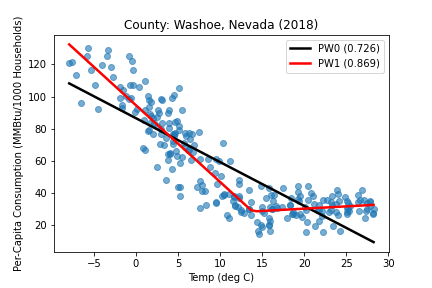 County: Washoe, Nevada (2018)
PW0 (0.726)
PW1 (0.869)
Per-Capita Consumption (MMBtu/1000 Households)
120
100
80
60
40
20
−5 0 5 10 15 20 25 30
Temp (deg C)